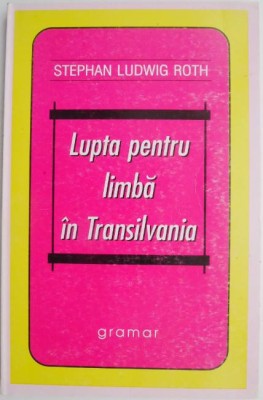 STEPHAN LUDWIG ROTH
Lupta pentru
limbă
în Transilvania
gramar